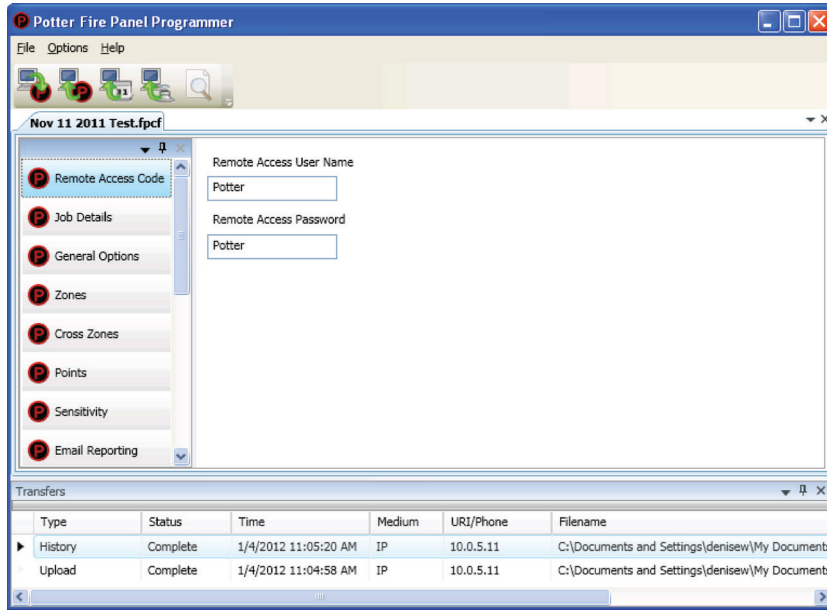 Potter Fire Panel Programmer
File Options Help
Nov 11 2011 Test.fpcf
Remote Access Code
Job Details
General Options
Zones
Cross Zones
Points
Sensitivity
Email Reporting
Remote Access User Name
Potter
Remote Access Password
Potter
Transfers
Type Status Time Medium URI/Phone Filename
History Complete 1/4/2012 11:05:20 AM IP 10.0.5.11 C:\Documents and Settings\denisew\My Document
Upload Complete 1/4/2012 11:04:58 AM IP 10.0.5.11 C:\Documents and Settings\denisew\My Document